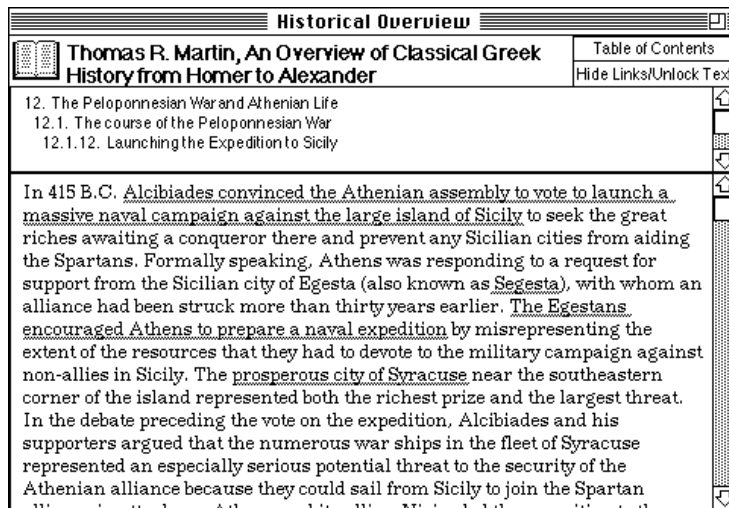 Historical Overview
Thomas R. Martin, An Overview of Classical Greek
History from Homer to Alexander
Table of Contents
Hide Links/Unlock Text
12. The Peloponnesian War and Athenian Life
12.1. The course of the Peloponnesian War
12.1.12. Launching the Expedition to Sicily
In 415 B.C. Alcibiades convinced the Athenian assembly to vote to launch a
massive naval campaign against the large island of Sicily to seek the great
riches awaiting a conqueror there and prevent any Sicilian cities from aiding
the Spartans. Formally speaking, Athens was responding to a request for
support from the Sicilian city of Egesta (also known as Segesta), with whom an
alliance had been struck more than thirty years earlier. The Egestans
encouraged Athens to prepare a naval expedition by misrepresenting the
extent of the resources that they had to devote to the military campaign against
non-allies in Sicily. The prosperous city of Syracuse near the southeastern
corner of the island represented both the richest prize and the largest threat.
In the debate preceding the vote on the expedition, Alcibiades and his
supporters argued that the numerous war ships in the fleet of Syracuse
represented an especially serious potential threat to the security of the
Athenian alliance because they could sail from Sicily to join the Spartan